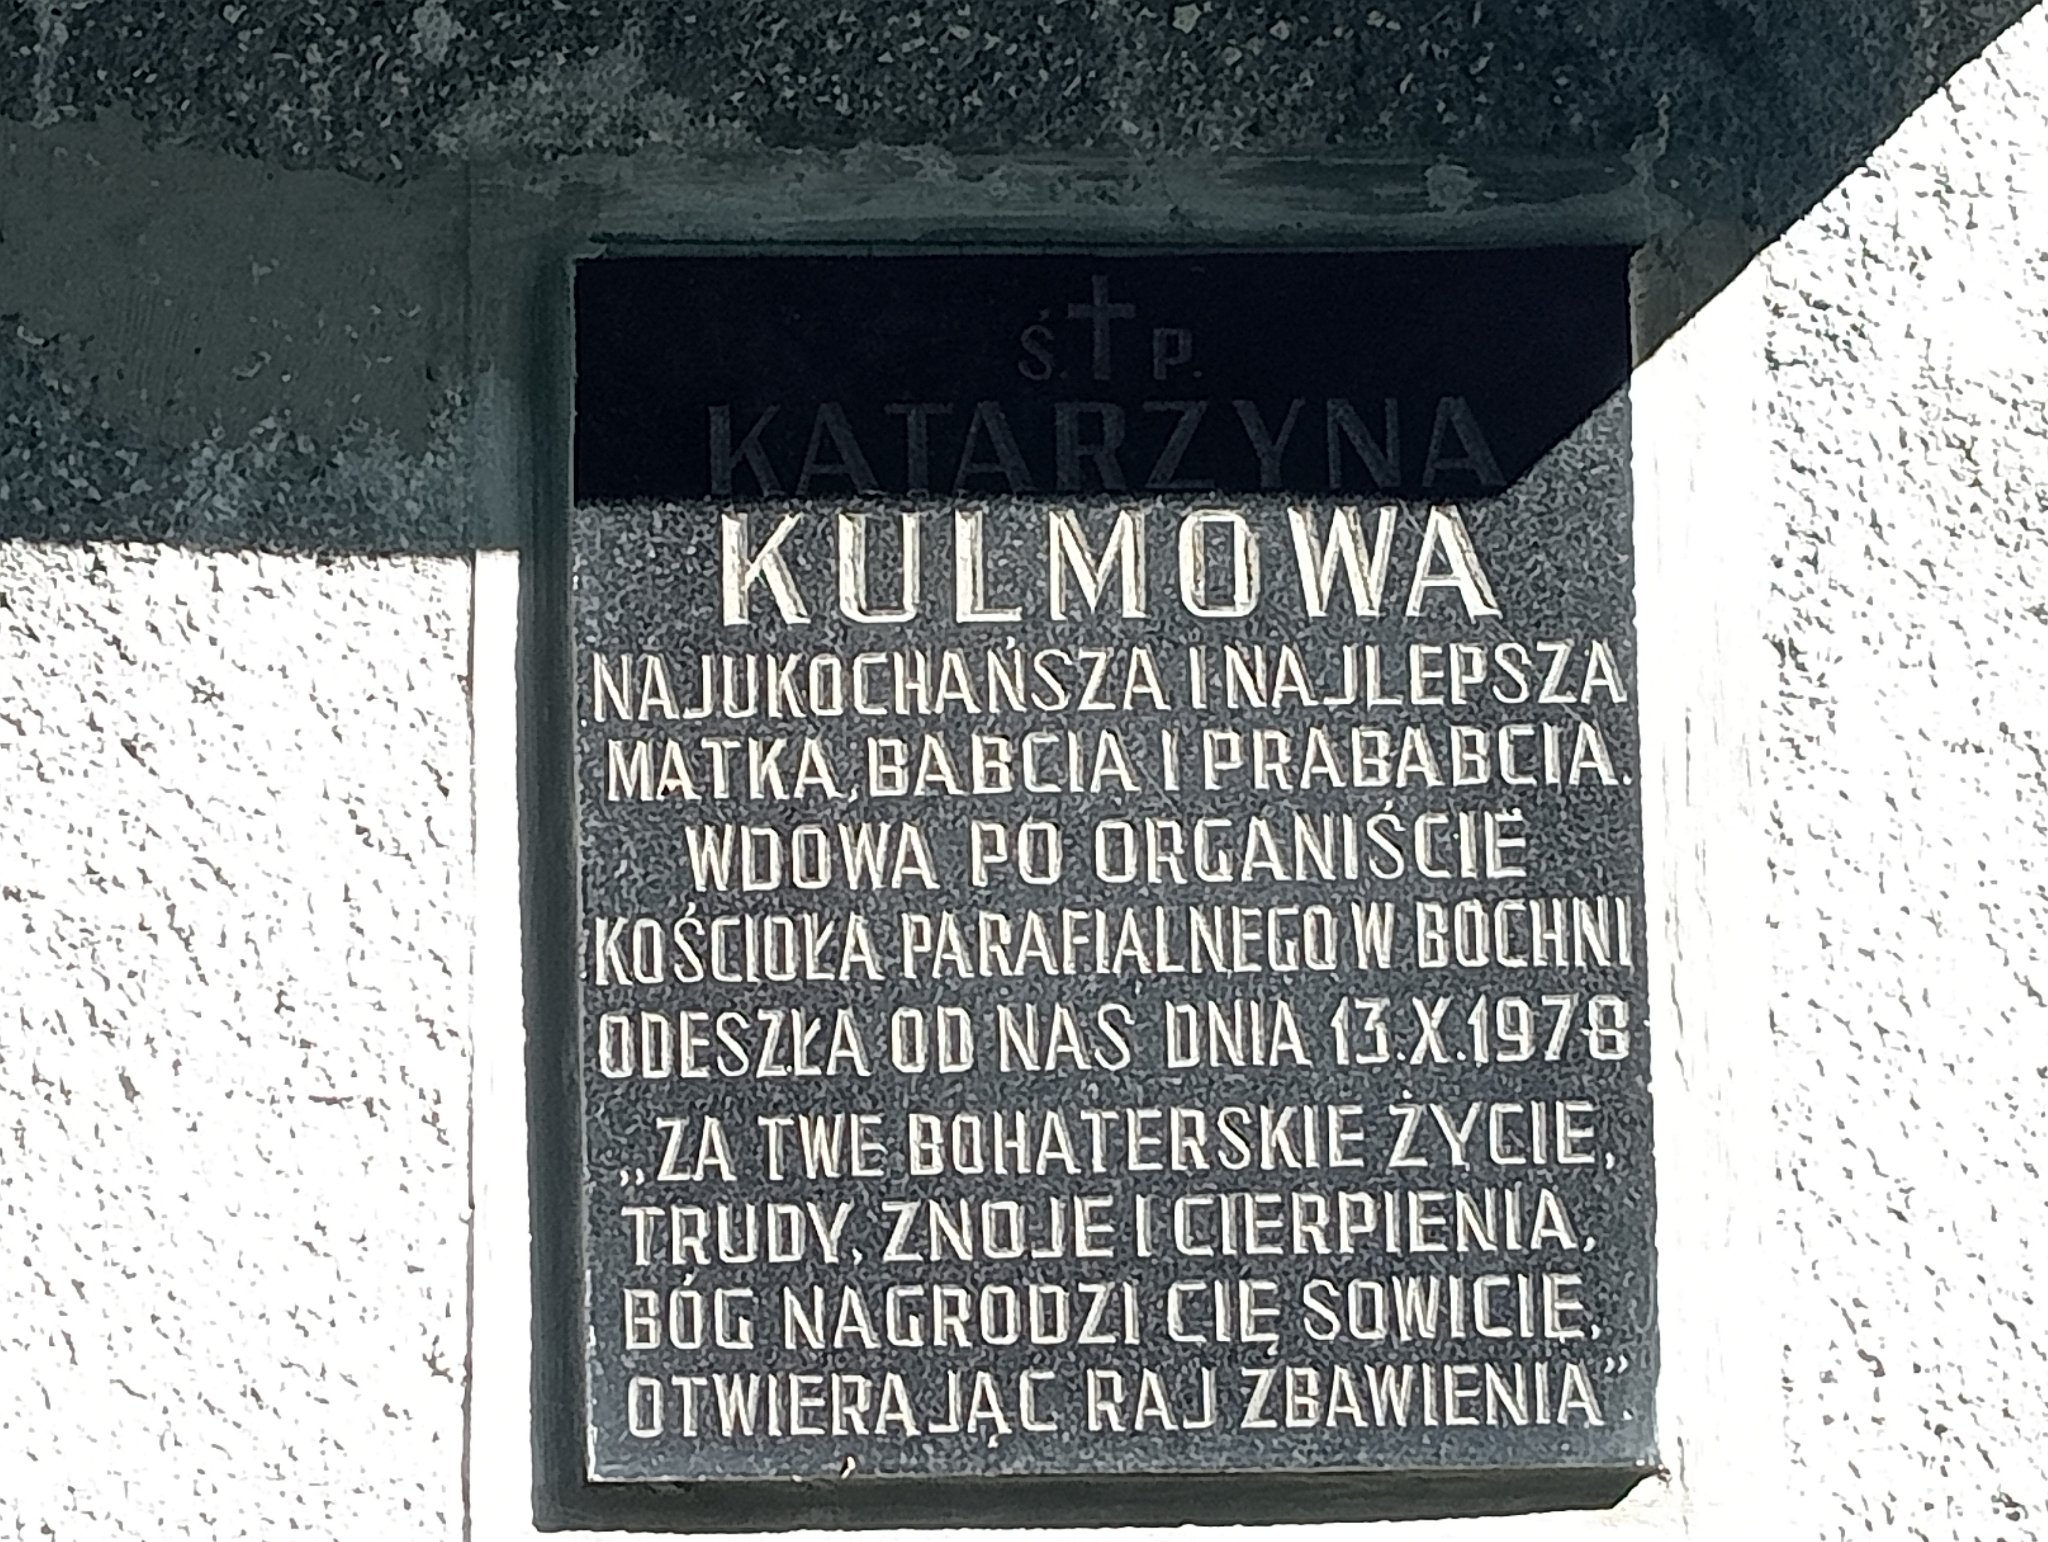 Ś. P.
KATARZYNA
KULMOWA
NAJUKOCHAŃSZA I NAJLEPSZA
MATKA, BABCIA I PRABABCIA.
WDOWA PO ORGANIŚCIE
KOŚCIOŁA PARAFIALNEGO W BOCHNI
ODESZŁA OD NAS DNIA 13.X.1978
„ZA TWE BOHATERSKIE ŻYCIE,
TRUDY, ZNOJE I CIERPIENIA,
BÓG NAGRODZI CIĘ SOWICIE,
OTWIERAJĄC RAJ ZBAWIENIA”.